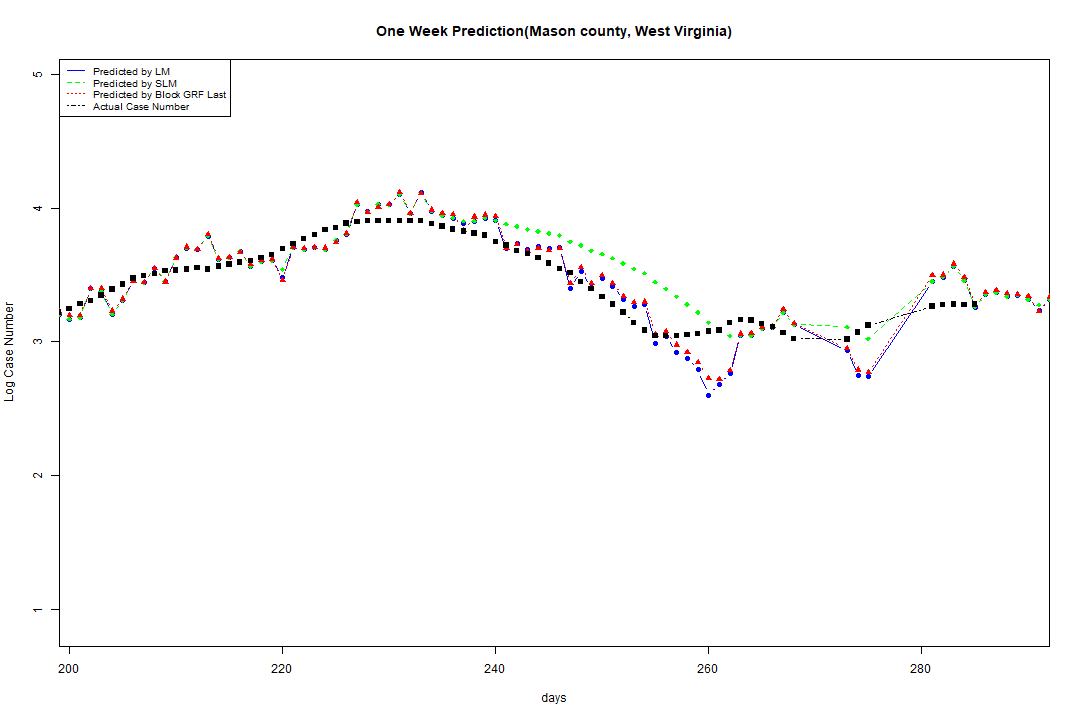 One Week Prediction(Mason county, West Virginia)
Predicted by LM
Predicted by SLM
Predicted by Block GRF Last
Actual Case Number
5
4
3
2
1
Log Case Number
200 220 240 260 280
days